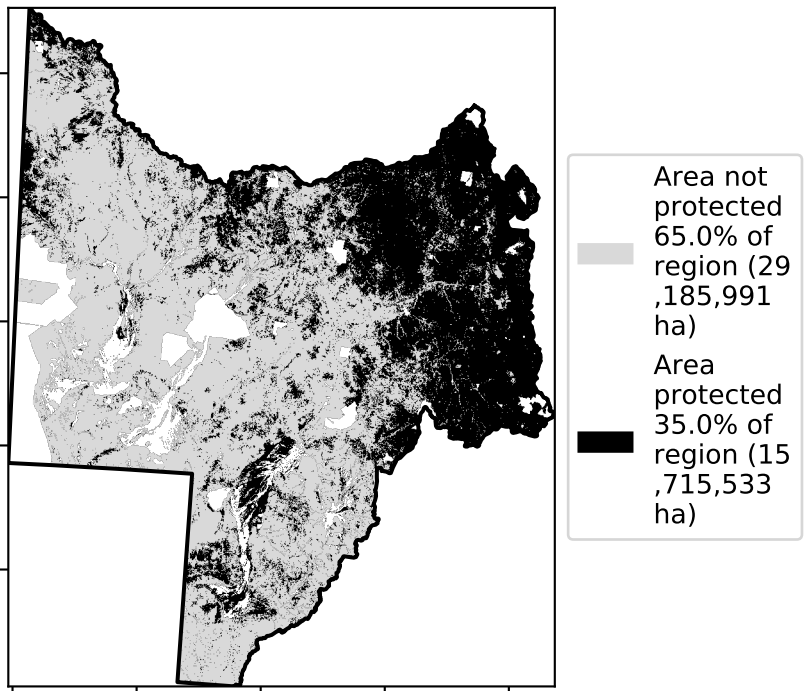 Area not
protected
65.0% of
region (29
,185,991
ha)
Area
protected
35.0% of
region (15
,715,533
ha)